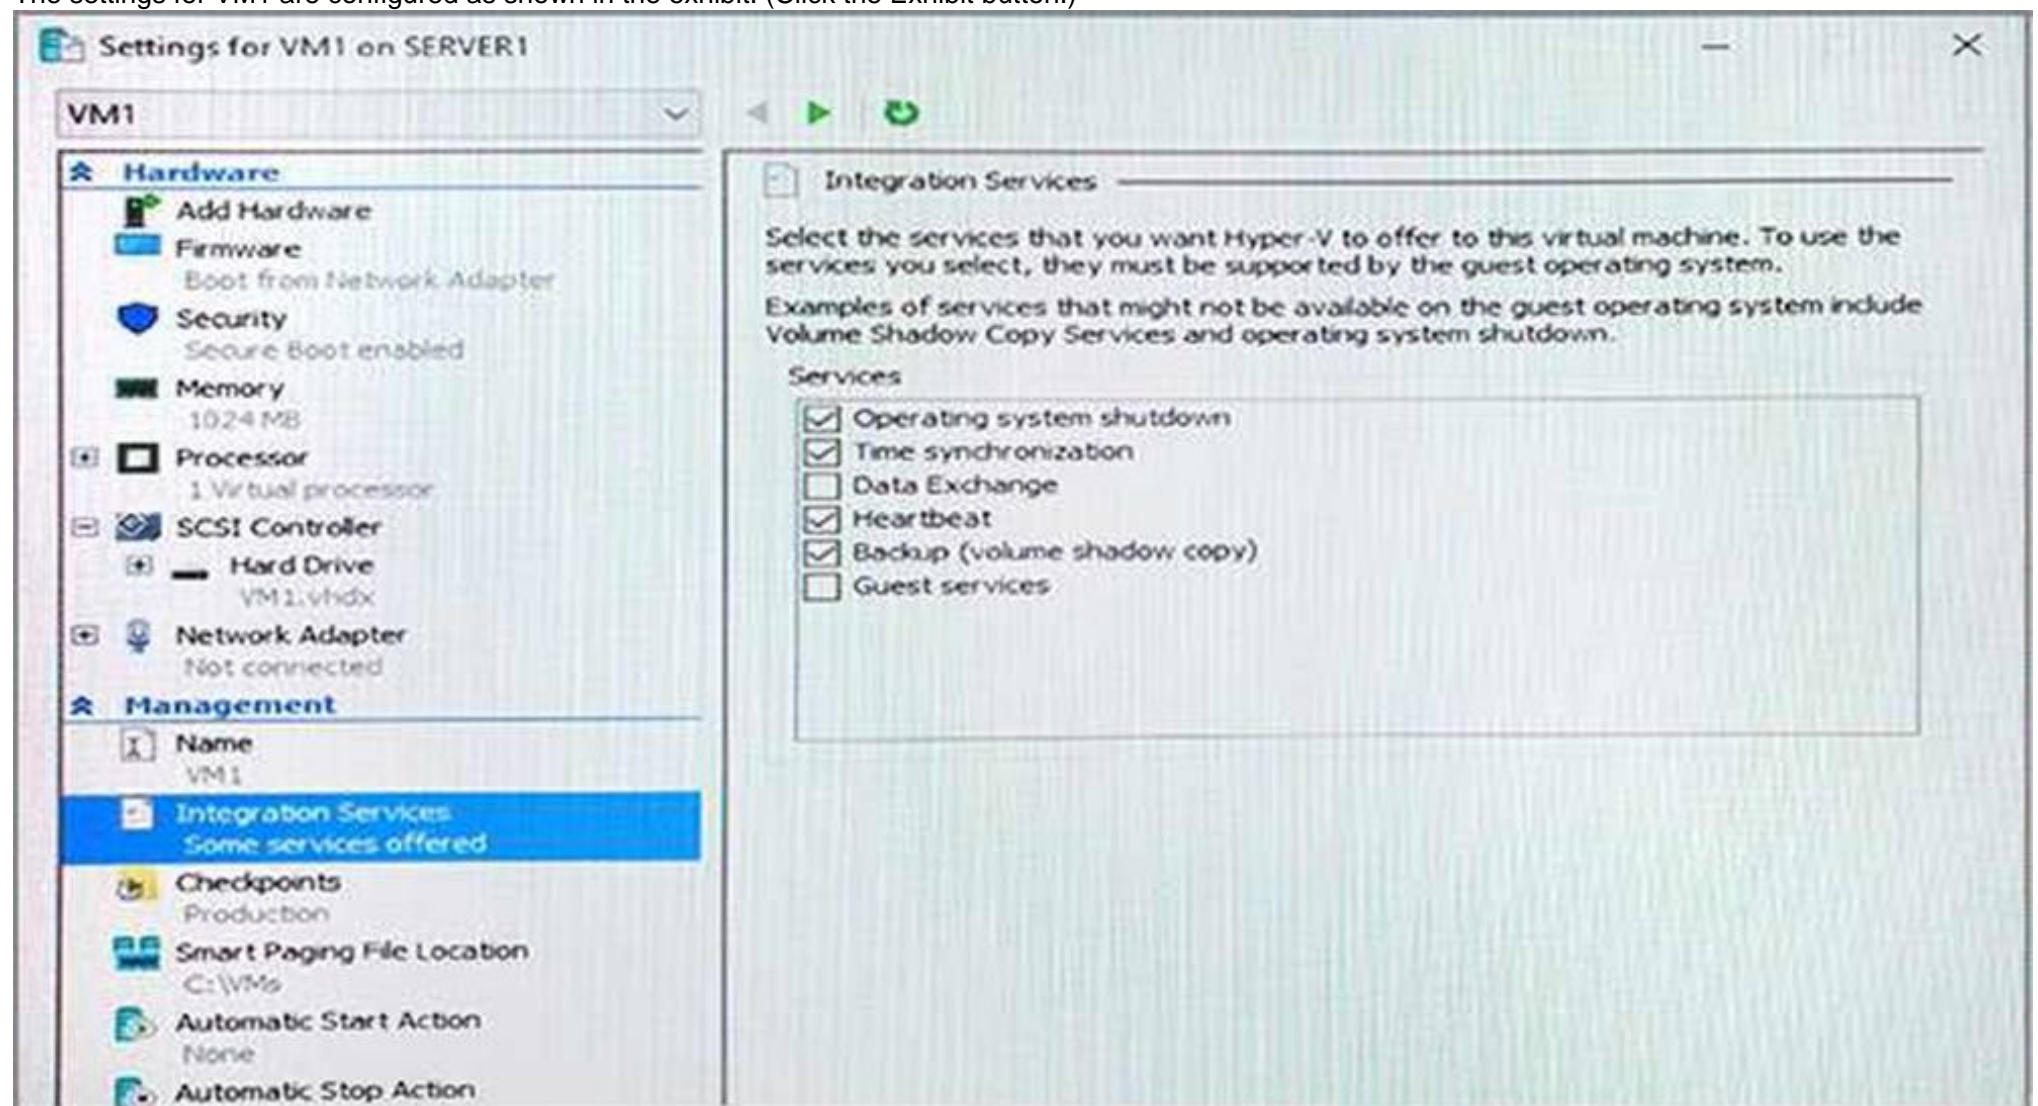 The settings for VM1 are configured as shown in the exhibit. (Click the Exhibit button.)
Settings for VM1 on SERVER1
VM1
Hardware
Add Hardware
Firmware
Boot from Network Adapter
Security
Secure Boot enabled
Memory
1024 MB
Processor
1 Virtual processor
SCSI Controller
Hard Drive
VM1.vhdx
Network Adapter
Not connected
Management
Name
VM1
Integration Services
Some services offered
Checkpoints
Production
Smart Paging File Location
C:\VMs
Automatic Start Action
None
Automatic Stop Action
Integration Services
Select the services that you want Hyper-V to offer to this virtual machine. To use the
services you select, they must be supported by the guest operating system.
Examples of services that might not be available on the guest operating system include
Volume Shadow Copy Services and operating system shutdown.
Services
Operating system shutdown
Time synchronization
Data Exchange
Heartbeat
Backup (volume shadow copy)
Guest services